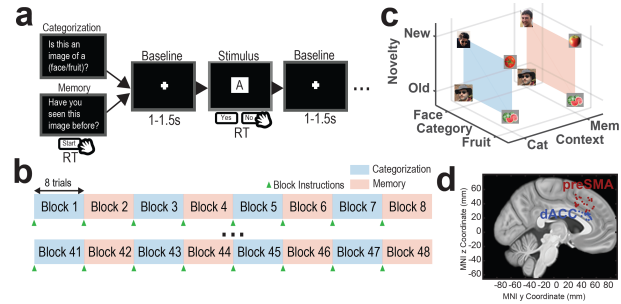 a
Categorization
Is this an
image of a
(face/fruit)?
Memory
Have you
seen this
image before?
Start
RT
Baseline
1-1.5s
Stimulus
A
Yes
No
RT
Baseline
1-1.5s
...
b
8 trials
Block Instructions
Categorization
Memory
Block 1 Block 2 Block 3 Block 4 Block 5 Block 6 Block 7 Block 8
...
Block 41 Block 42 Block 43 Block 44 Block 45 Block 46 Block 47 Block 48
c
Novelty
New
Old
Face
Category
Fruit
Cat
Context
Mem
d
preSMA
dACC
MNI z Coordinate (mm)
60
40
20
0
-20
-40
-60
-80 -60 -40 -20 0 20 40 60 80
MNI y Coordinate (mm)